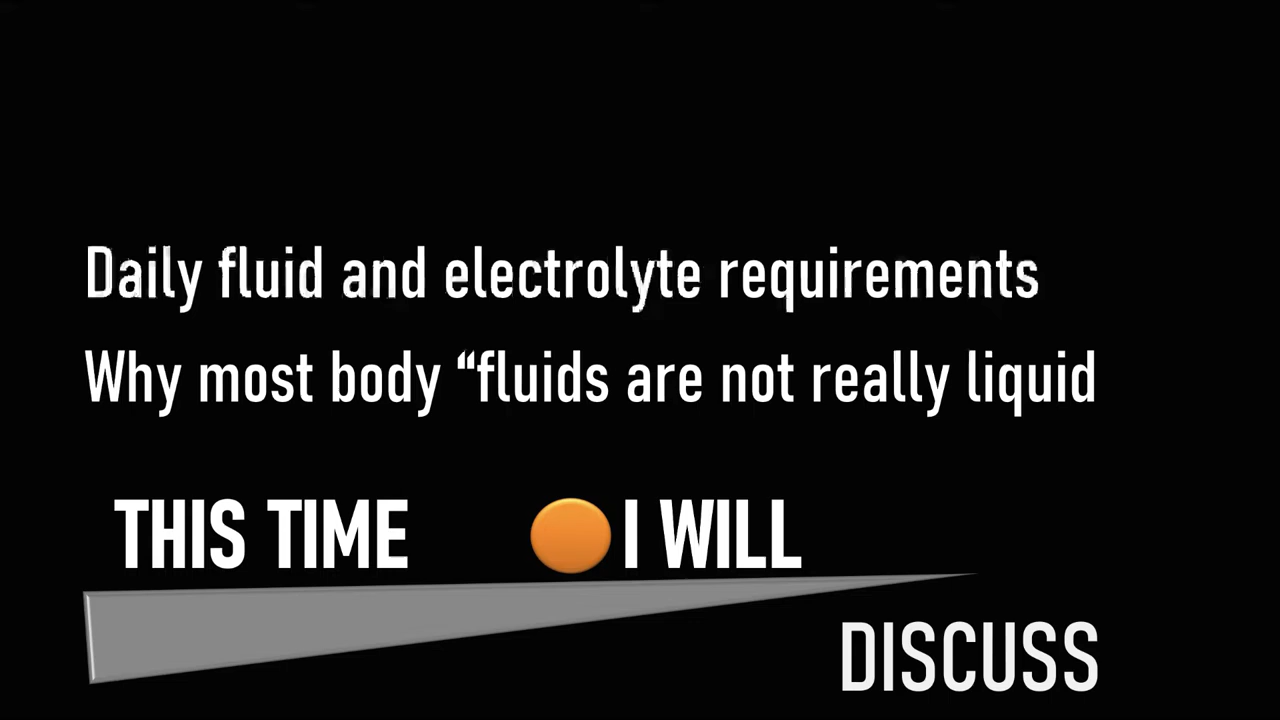 Daily fluid and electrolyte requirements
Why most body “fluids are not really liquid
THIS TIME I WILL
DISCUSS